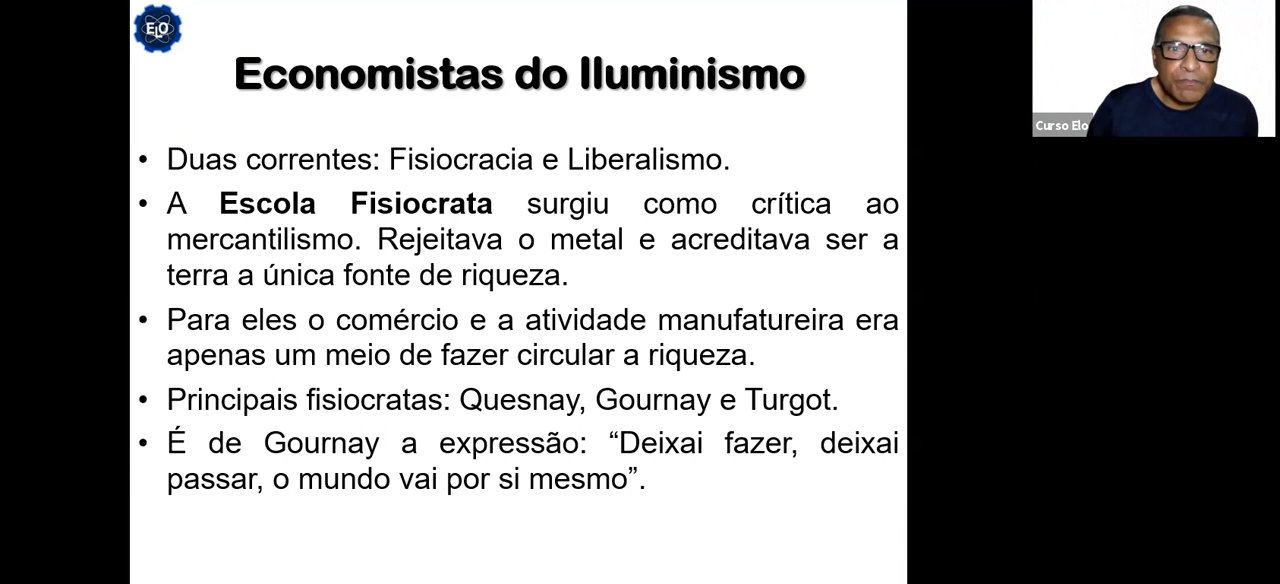 ELO
Economistas do Iluminismo
Curso Elo
• Duas correntes: Fisiocracia e Liberalismo.
• A Escola Fisiocrata surgiu como crítica ao
mercantilismo. Rejeitava o metal e acreditava ser a
terra a única fonte de riqueza.
• Para eles o comércio e a atividade manufatureira era
apenas um meio de fazer circular a riqueza.
• Principais fisiocratas: Quesnay, Gournay e Turgot.
• É de Gournay a expressão: “Deixai fazer, deixai
passar, o mundo vai por si mesmo”.